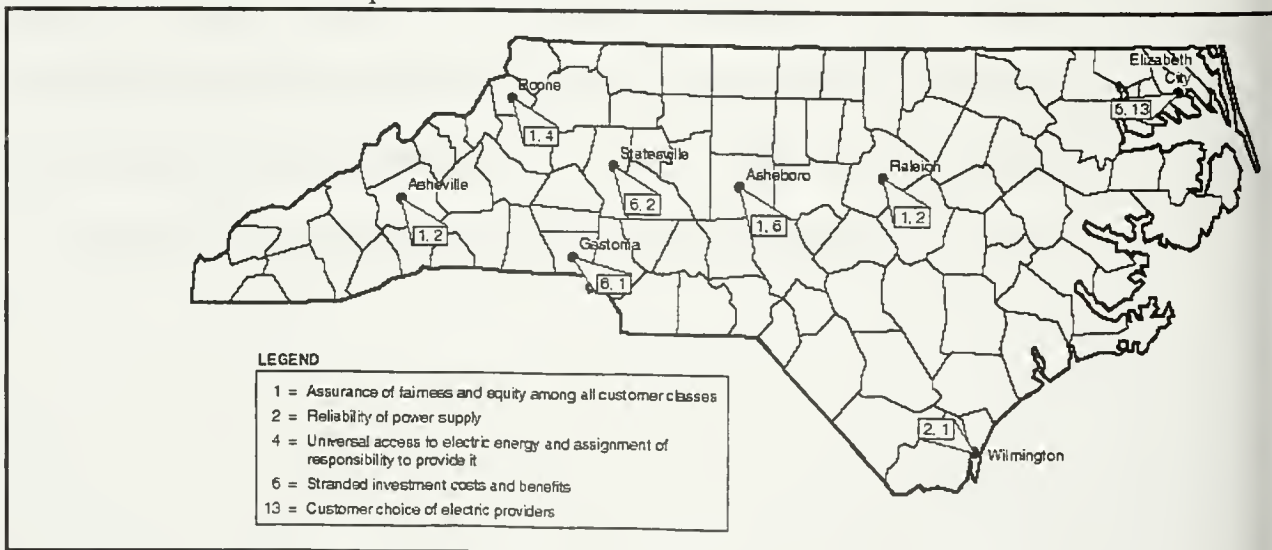 Elizabeth
City
6, 13
Boone
1, 4
Statesville
6, 2
Asheboro
1, 6
Raleigh
1, 2
Asheville
1, 2
Gastonia
6, 1
2, 1
Wilmington
LEGEND
1 = Assurance of fairness and equity among all customer classes
2 = Reliability of power supply
4 = Universal access to electric energy and assignment of
responsibility to provide it
6 = Stranded investment costs and benefits
13 = Customer choice of electric providers